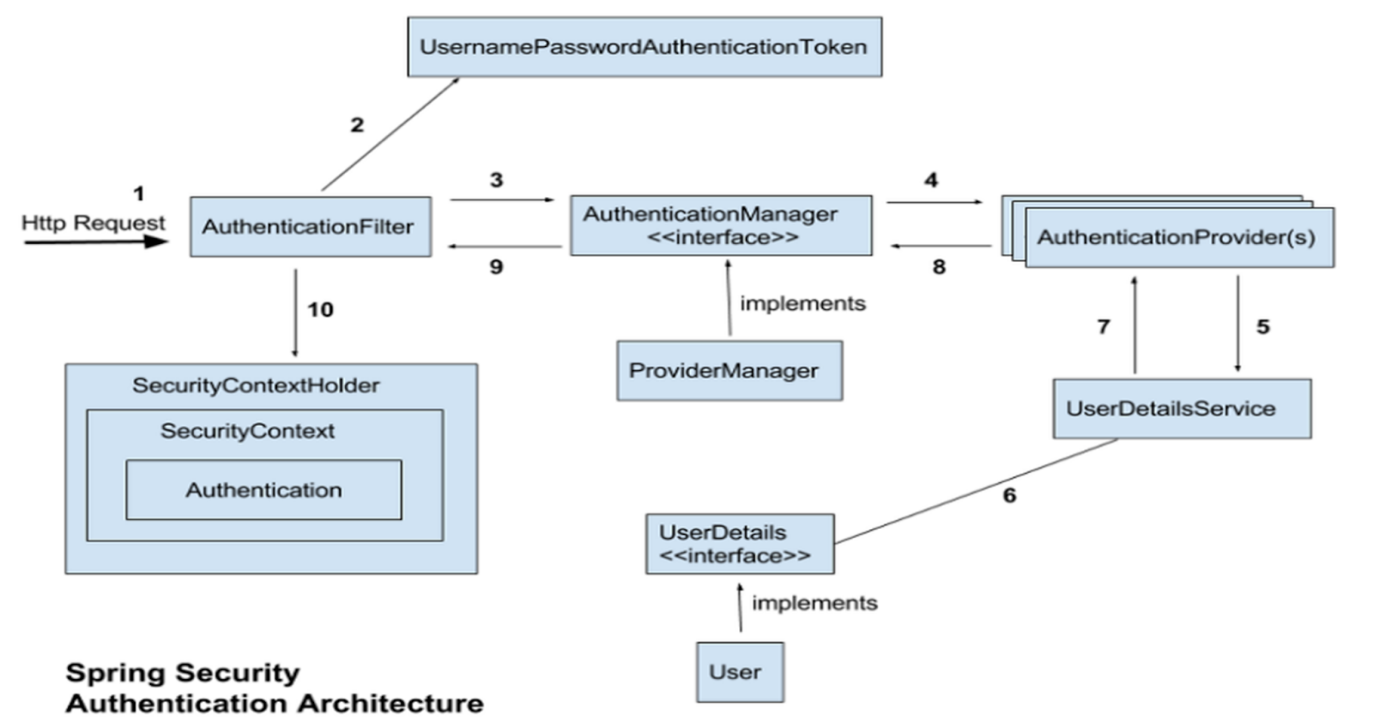 UsernamePasswordAuthenticationToken
2
1
3
4
Http Request
AuthenticationFilter
AuthenticationManager
<<interface>>
AuthenticationProvider(s)
9
8
10
implements
7
5
ProviderManager
SecurityContextHolder
SecurityContext
Authentication
UserDetailsService
6
UserDetails
<<interface>>
implements
User
Spring Security
Authentication Architecture